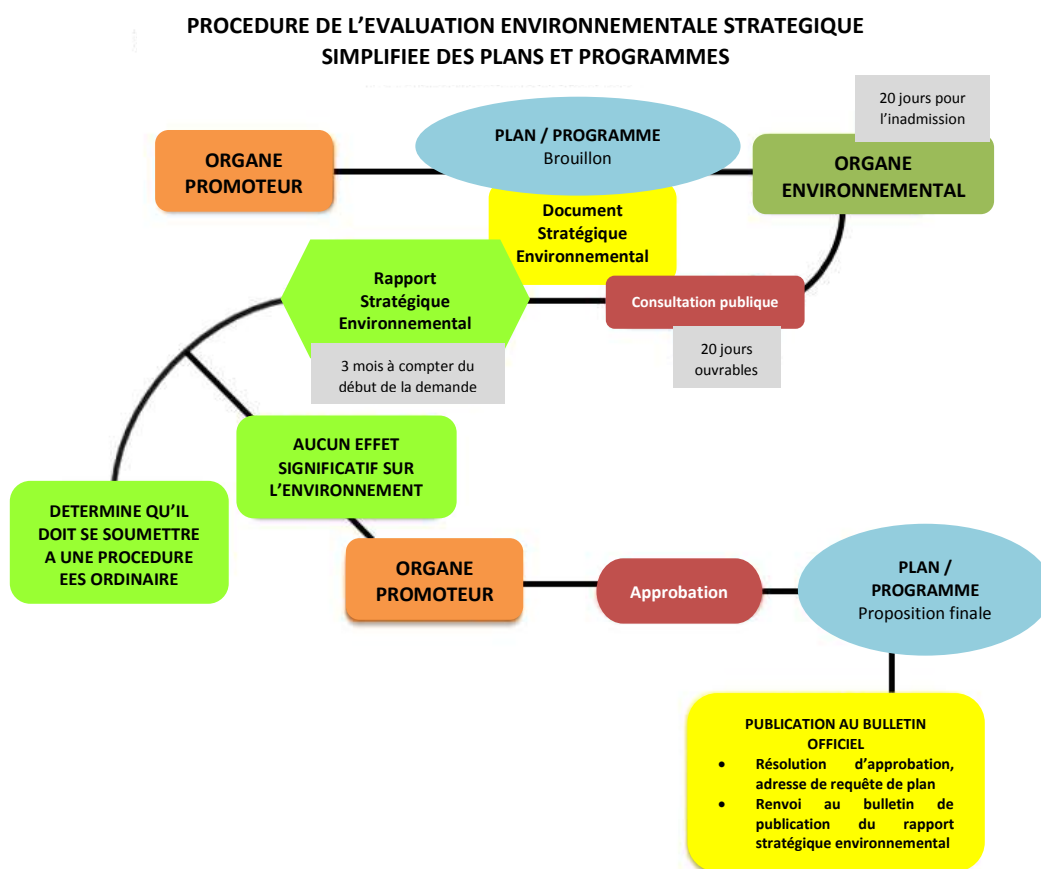 PROCEDURE DE L'EVALUATION ENVIRONNEMENTALE STRATEGIQUE
SIMPLIFIEE DES PLANS ET PROGRAMMES
20 jours pour
l'inadmission
PLAN / PROGRAMME
Brouillon
ORGANE
PROMOTEUR
ORGANE
ENVIRONNEMENTAL
Document
Stratégique
Environnemental
Rapport
Stratégique
Environnemental
Consultation publique
3 mois à compter du
début de la demande
20 jours
ouvrables
AUCUN EFFET
SIGNIFICATIF SUR
L'ENVIRONNEMENT
DETERMINE QU'IL
DOIT SE SOUMETTRE
A UNE PROCEDURE
EES ORDINAIRE
ORGANE
PROMOTEUR
Approbation
PLAN /
PROGRAMME
Proposition finale
PUBLICATION AU BULLETIN
OFFICIEL
• Résolution d'approbation,
adresse de requête de plan
• Renvoi au bulletin de
publication du rapport
stratégique environnemental